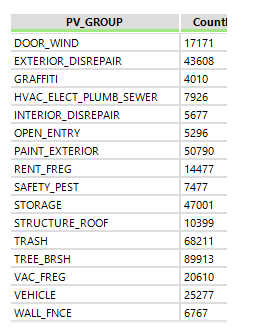 PV_GROUP Countl
DOOR_WIND 17171
EXTERIOR_DISREPAIR 43608
GRAFFITI 4010
HVAC_ELECT_PLUMB_SEWER 7926
INTERIOR_DISREPAIR 5677
OPEN_ENTRY 5296
PAINT_EXTERIOR 50790
RENT_FREG 14477
SAFETY_PEST 7477
STORAGE 47001
STRUCTURE_ROOF 10399
TRASH 68211
TREE_BRSH 89913
VAC_FREG 20610
VEHICLE 25277
WALL_FNCE 6767